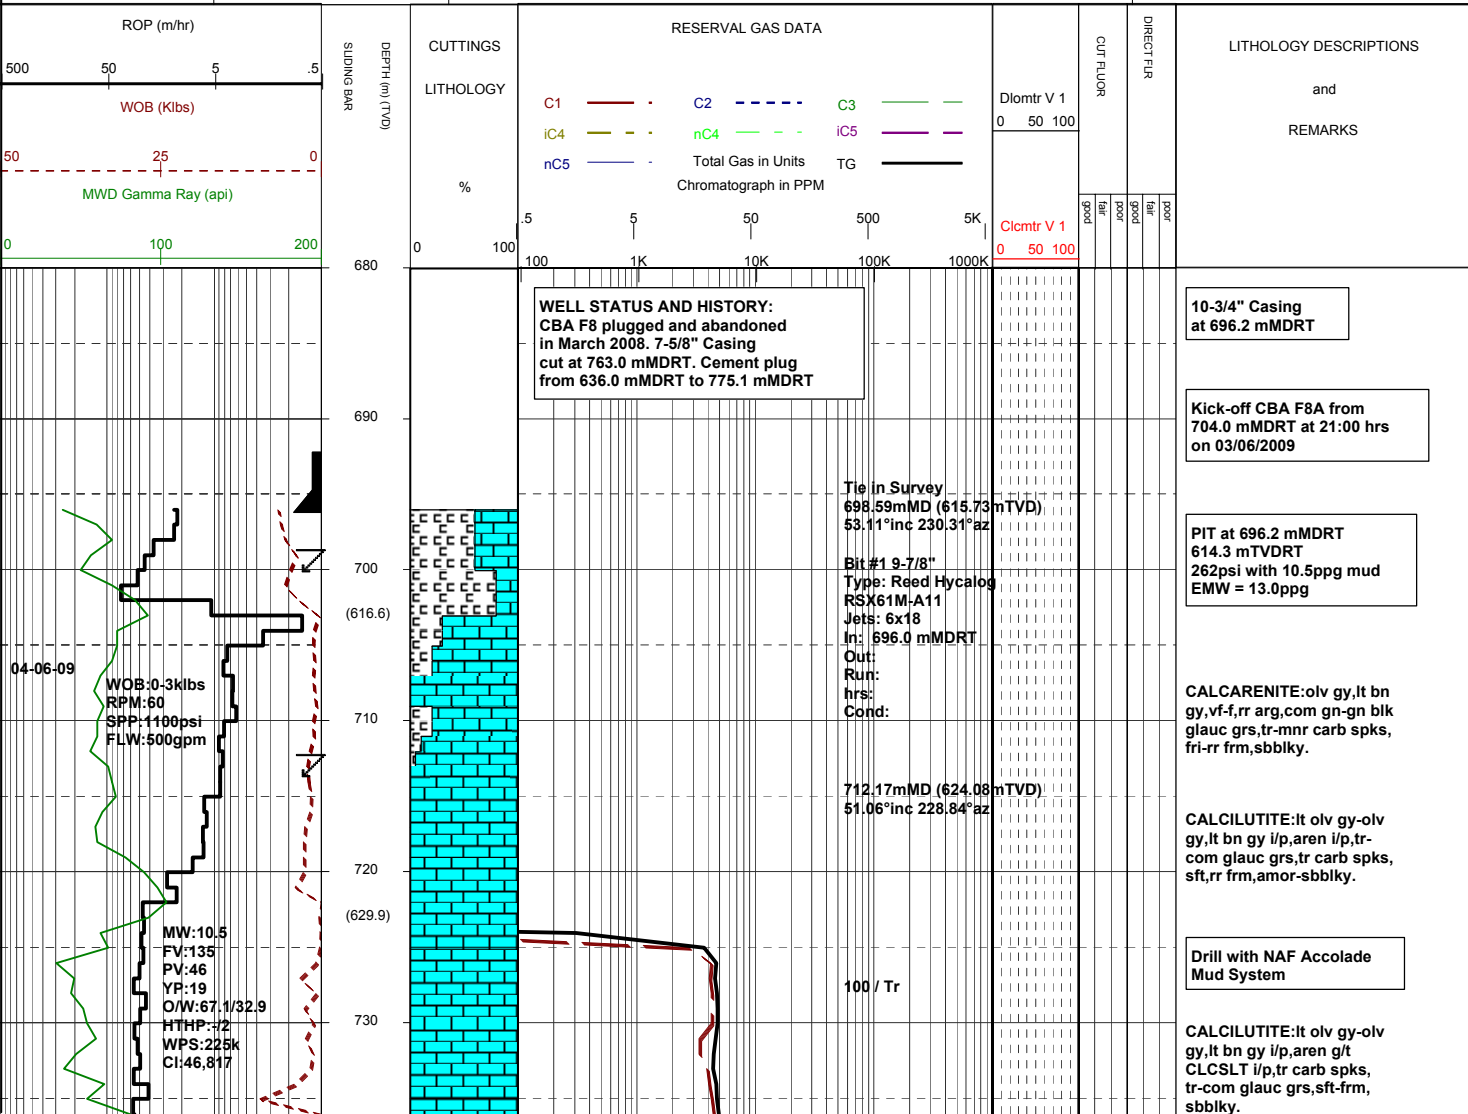 ROP (m/hr)
500 50 5 .5
WOB (Klbs)
50 25 0
MWD Gamma Ray (api)
0 100 200
SLIDING BAR
DEPTH (m) (TVD)
CUTTINGS
LITHOLOGY
%
0 100
RESERVAL GAS DATA
C1 C2 C3
iC4 nC4 iC5
nC5 Total Gas in Units TG
Chromatograph in PPM
.5 5 50 500 5K
100 1K 10K 100K 1000K
Dlomtr V 1
0 50 100
Clcmtr V 1
0 50 100
CUT FLUOR
DIRECT FLR
good fair poor good fair poor
LITHOLOGY DESCRIPTIONS
and
REMARKS
680
WELL STATUS AND HISTORY:
CBA F8 plugged and abandoned
in March 2008. 7-5/8" Casing
cut at 763.0 mMDRT. Cement plug
from 636.0 mMDRT to 775.1 mMDRT
10-3/4" Casing
at 696.2 mMDRT
690
Kick-off CBA F8A from
704.0 mMDRT at 21:00 hrs
on 03/06/2009
Tie in Survey
698.59mMD (615.73mTVD)
53.11°inc 230.31°az
PIT at 696.2 mMDRT
614.3 mTVDRT
262psi with 10.5ppg mud
EMW = 13.0ppg
700
(616.6)
Bit #1 9-7/8"
Type: Reed Hycalog
RSX61M-A11
Jets: 6x18
In: 696.0 mMDRT
Out:
Run:
hrs:
Cond:
04-06-09
WOB:0-3klbs
RPM:60
SPP:1100psi
FLW:500gpm
710
CALCARENITE:olv gy,lt bn
gy,vf-f,rr arg,com gn-gn blk
glauc grs,tr-mnr carb spks,
fri-rr frm,sbblky.
712.17mMD (624.08mTVD)
51.06°inc 228.84°az
CALCILUTITE:lt olv gy-olv
gy,lt bn gy i/p,aren i/p,tr-
com glauc grs,tr carb spks,
sft,rr frm,amor-sbblky.
720
(629.9)
MW:10.5
FV:135
PV:46
YP:19
O/W:67.1/32.9
HTHP:-/2
WPS:225k
Cl:46,817
100 / Tr
Drill with NAF Accolade
Mud System
730
CALCILUTITE:lt olv gy-olv
gy,lt bn gy i/p,aren g/t
CLCSLT i/p,tr carb spks,
tr-com glauc grs,sft-frm,
sbblky.